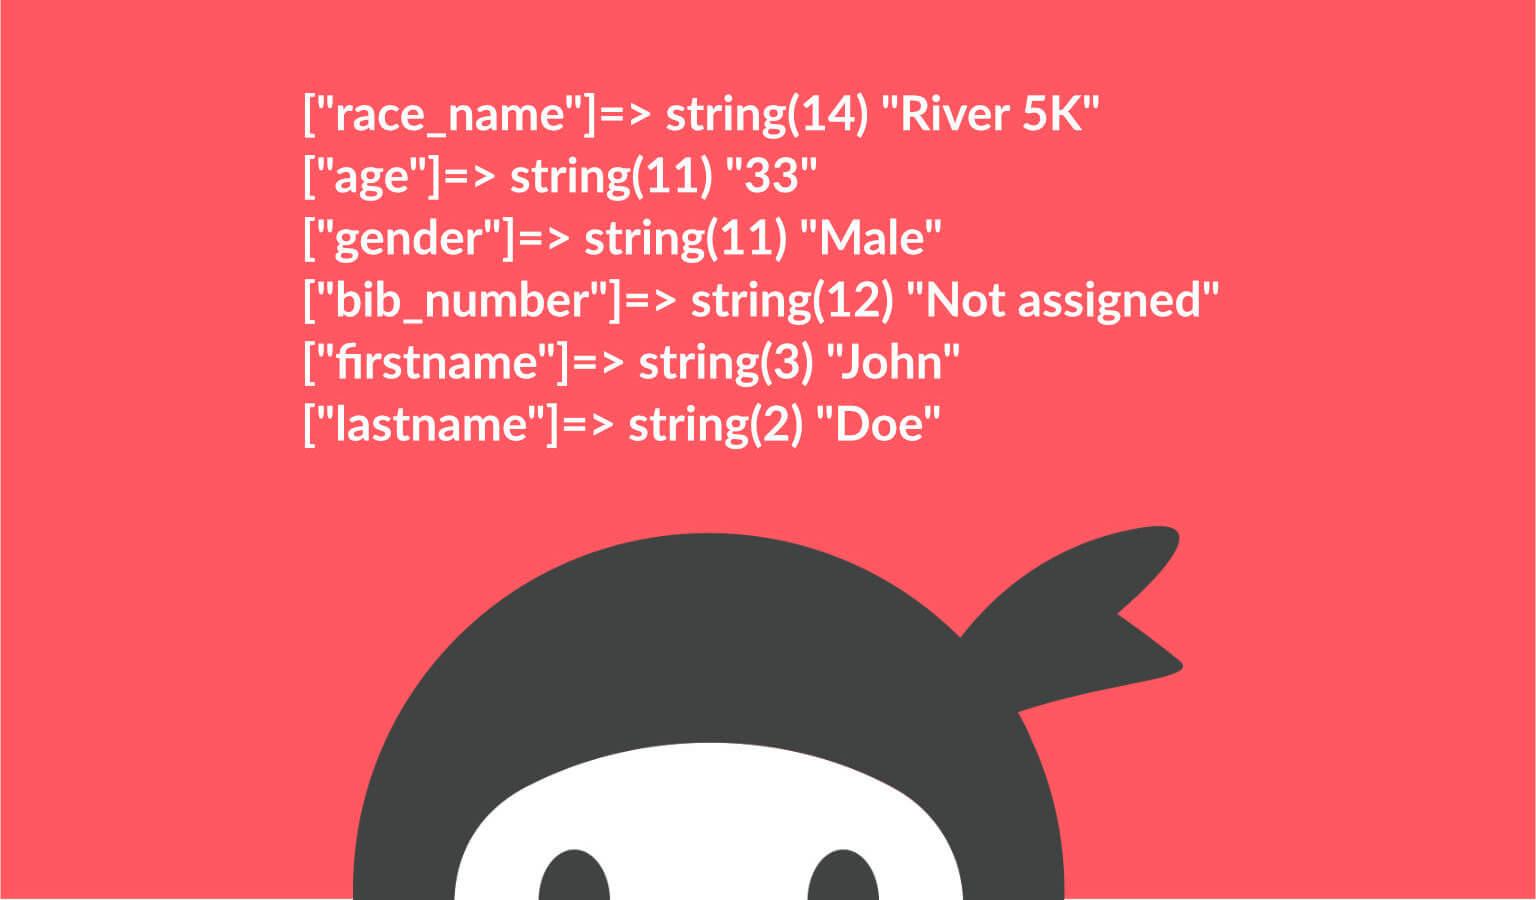 ["race_name"]=> string(14) "River 5K"
["age"]=> string(11) "33"
["gender"]=> string(11) "Male"
["bib_number"]=> string(12) "Not assigned"
["firstname"]=> string(3) "John"
["lastname"]=> string(2) "Doe"